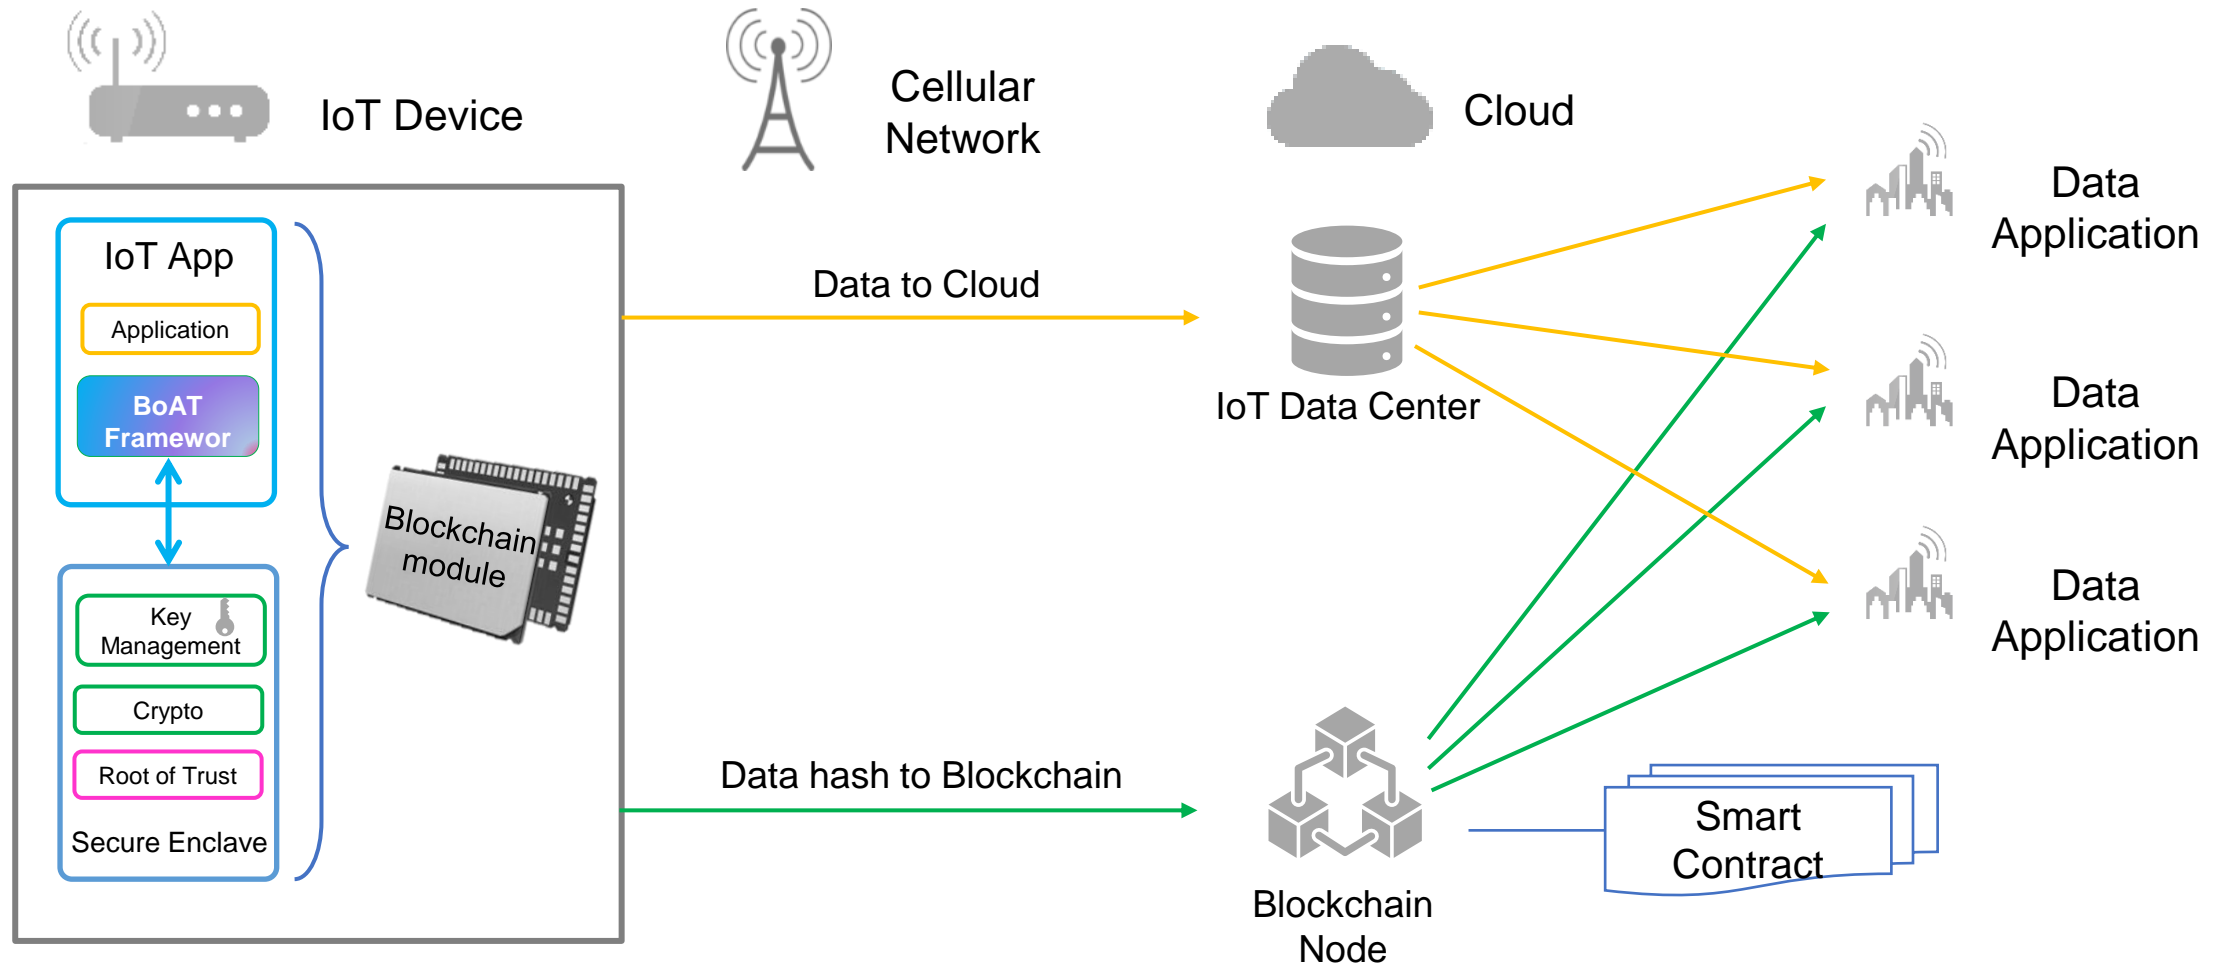 IoT Device
Cellular
Network
Cloud
IoT App
Application
BoAT
Framewor
Key
Management
Crypto
Root of Trust
Secure Enclave
Blockchain
module
Data to Cloud
Data hash to Blockchain
IoT Data Center
Blockchain
Node
Smart
Contract
Data
Application
Data
Application
Data
Application